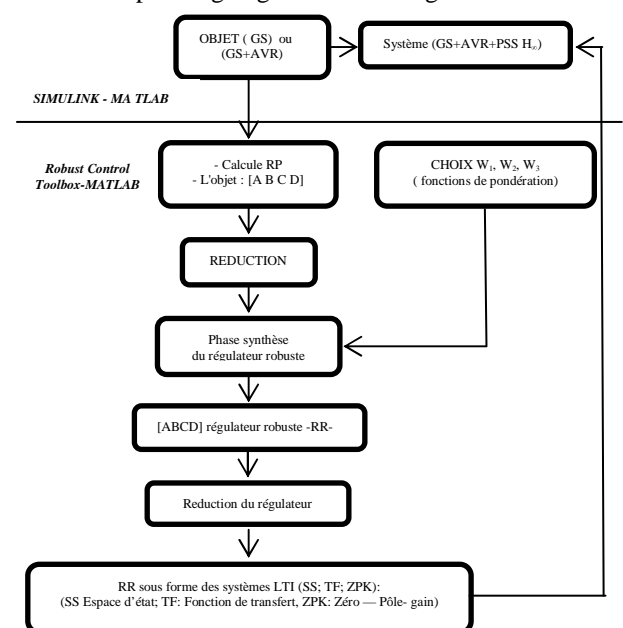 OBJET ( GS) ou
(GS+AVR)
Système (GS+AVR+PSS H∞)
SIMULINK - MA TLAB
Robust Control
Toolbox-MATLAB
- Calcule RP
- L'objet : [A B C D]
CHOIX W₁, W₂, W₃
( fonctions de pondération)
REDUCTION
Phase synthèse
du régulateur robuste
[ABCD] régulateur robuste -RR-
Reduction du régulateur
RR sous forme des systèmes LTI (SS; TF; ZPK):
(SS Espace d'état; TF: Fonction de transfert, ZPK: Zéro — Pôle- gain)